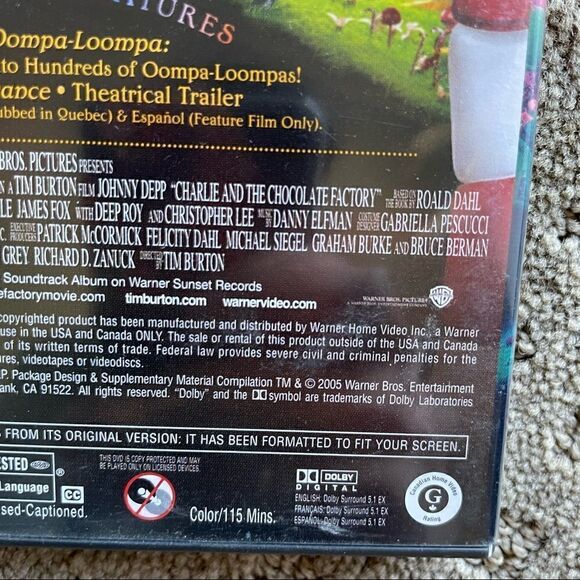 ATURES
Oompa-Loompa:
to Hundreds of Oompa-Loompas!
ance • Theatrical Trailer
ubbed in Quebec) & Español (Feature Film Only).
BROS. PICTURES PRESENTS
N A TIM BURTON FILM JOHNNY DEPP "CHARLIE AND THE CHOCOLATE FACTORY" BASED ON THE BOOK BY ROALD DAHL
LE JAMES FOX WITH DEEP ROY AND CHRISTOPHER LEE MUSIC BY DANNY ELFMAN COSTUME DESIGNER GABRIELLA PESCUCCI
C. EXECUTIVE PRODUCERS PATRICK McCORMICK FELICITY DAHL MICHAEL SIEGEL GRAHAM BURKE AND BRUCE BERMAN
GREY RICHARD D. ZANUCK DIRECTED BY TIM BURTON
Soundtrack Album on Warner Sunset Records
efactorymovie.com timburton.com warnervideo.com
WARNER BROS. PICTURES
A WARNER BROS. ENTERTAINMENT COMPANY
WB
copyrighted product has been manufactured and distributed by Warner Home Video Inc., a Warner
use in the USA and Canada ONLY. The sale or rental of this product outside of the USA and Canada
of its written terms of trade. Federal law provides severe civil and criminal penalties for the
res, videotapes or videodiscs.
.P. Package Design & Supplementary Material Compilation TM & © 2005 Warner Bros. Entertainment
ank, CA 91522. All rights reserved. "Dolby" and the DD symbol are trademarks of Dolby Laboratories
S FROM ITS ORIGINAL VERSION: IT HAS BEEN FORMATTED TO FIT YOUR SCREEN.
ESTED ®
Language
CC
sed-Captioned.
THIS DVD IS COPY PROTECTED AND MAY
BE PLAYED ONLY ON LICENSED DEVICES.
Color/115 Mins.
DOLBY
DIGITAL
ENGLISH: Dolby Surround 5.1 EX
FRANÇAIS: Dolby Surround 5.1 EX
ESPAÑOL: Dolby Surround 5.1 EX
Canadian Home Video
G
Rating